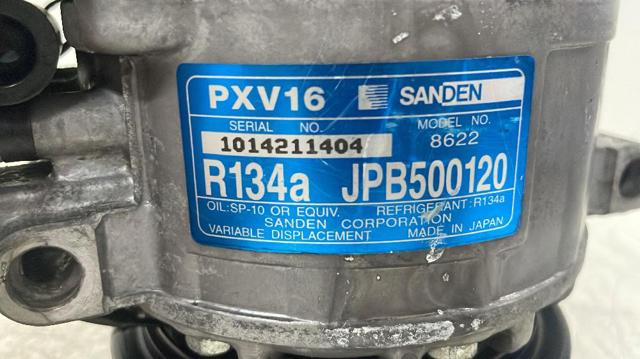 PXV16 SANDEN
SERIAL NO. MODEL NO.
1014211404 8622
R134a JPB500120
OIL:SP-10 OR EQUIV. REFRIGERANT:R134a
SANDEN CORPORATION
VARIABLE DISPLACEMENT MADE IN JAPAN